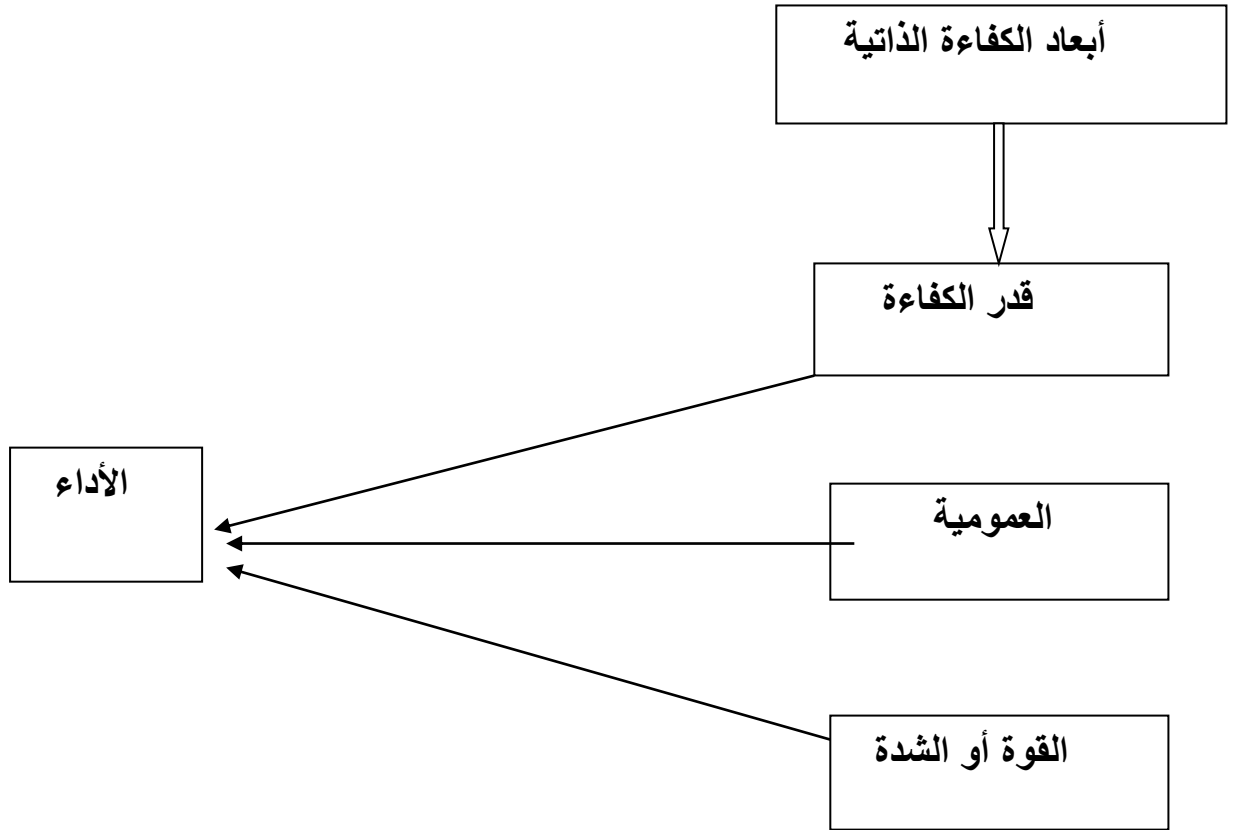 أبعاد الكفاءة الذاتية
قدر الكفاءة
الأداء
العمومية
القوة أو الشدة